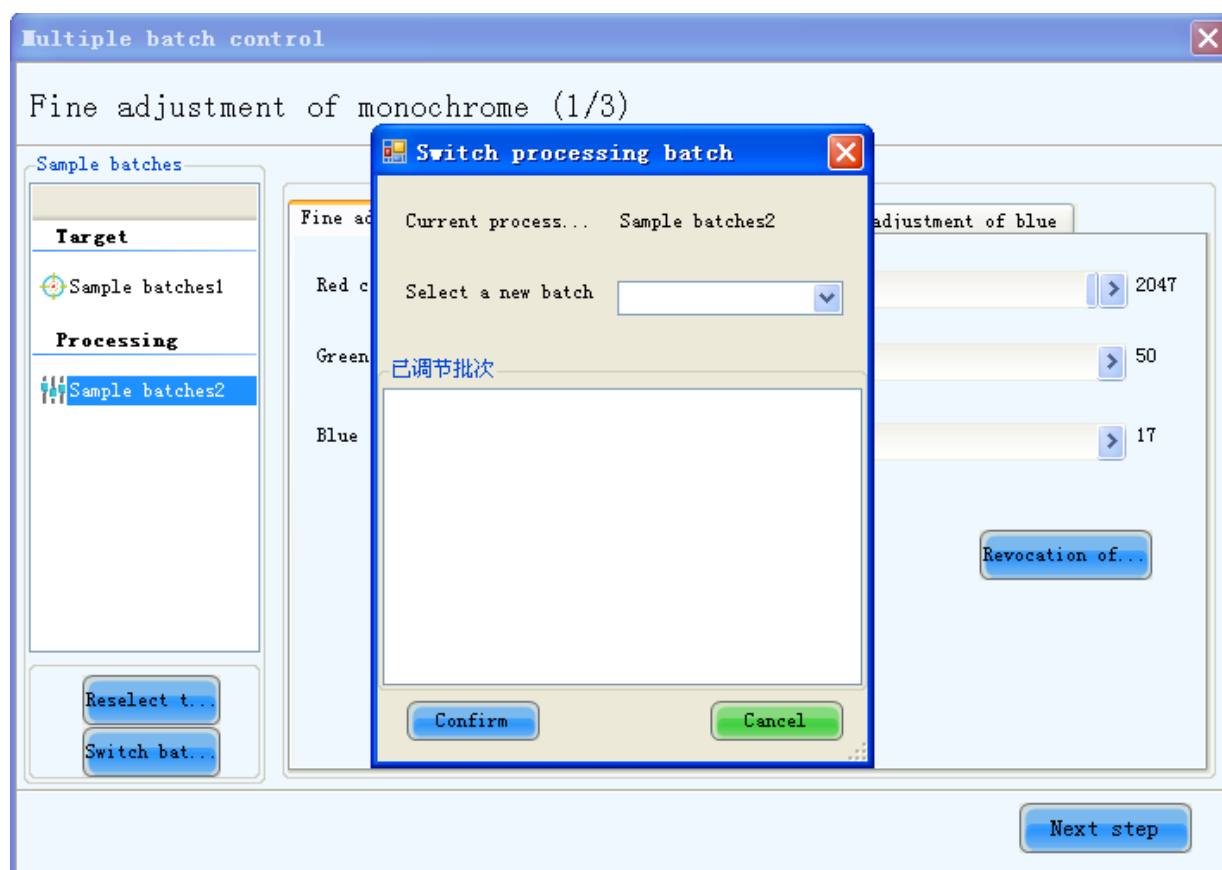 Multiple batch control
Fine adjustment of monochrome (1/3)
Sample batches
Target
Sample batches1
Processing
Sample batches2
Reselect t...
Switch bat...
Fine ad
adjustment of blue
Red c
2047
Green
50
Blue
17
Revocation of...
Switch processing batch
Current process... Sample batches2
Select a new batch
已调节批次
Confirm
Cancel
Next step